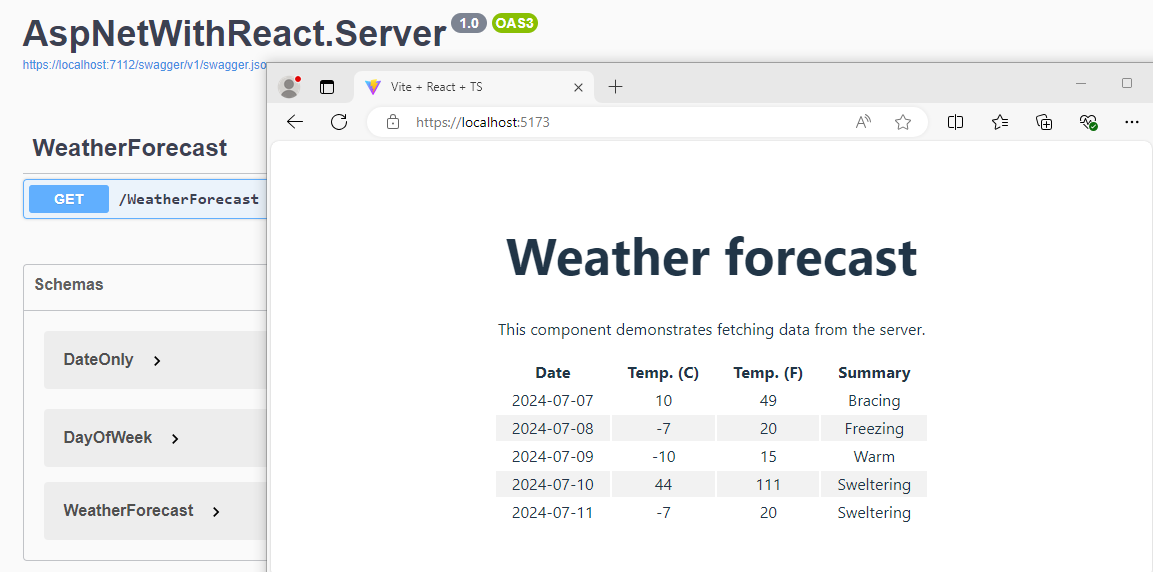 AspNetWithReact.Server 1.0 OAS3
https://localhost:7112/swagger/v1/swagger.jso
WeatherForecast
GET /WeatherForecast
Schemas
DateOnly
DayOfWeek
WeatherForecast
Vite + React + TS
https://localhost:5173
Weather forecast
This component demonstrates fetching data from the server.
Date Temp. (C) Temp. (F) Summary
2024-07-07 10 49 Bracing
2024-07-08 -7 20 Freezing
2024-07-09 -10 15 Warm
2024-07-10 44 111 Sweltering
2024-07-11 -7 20 Sweltering